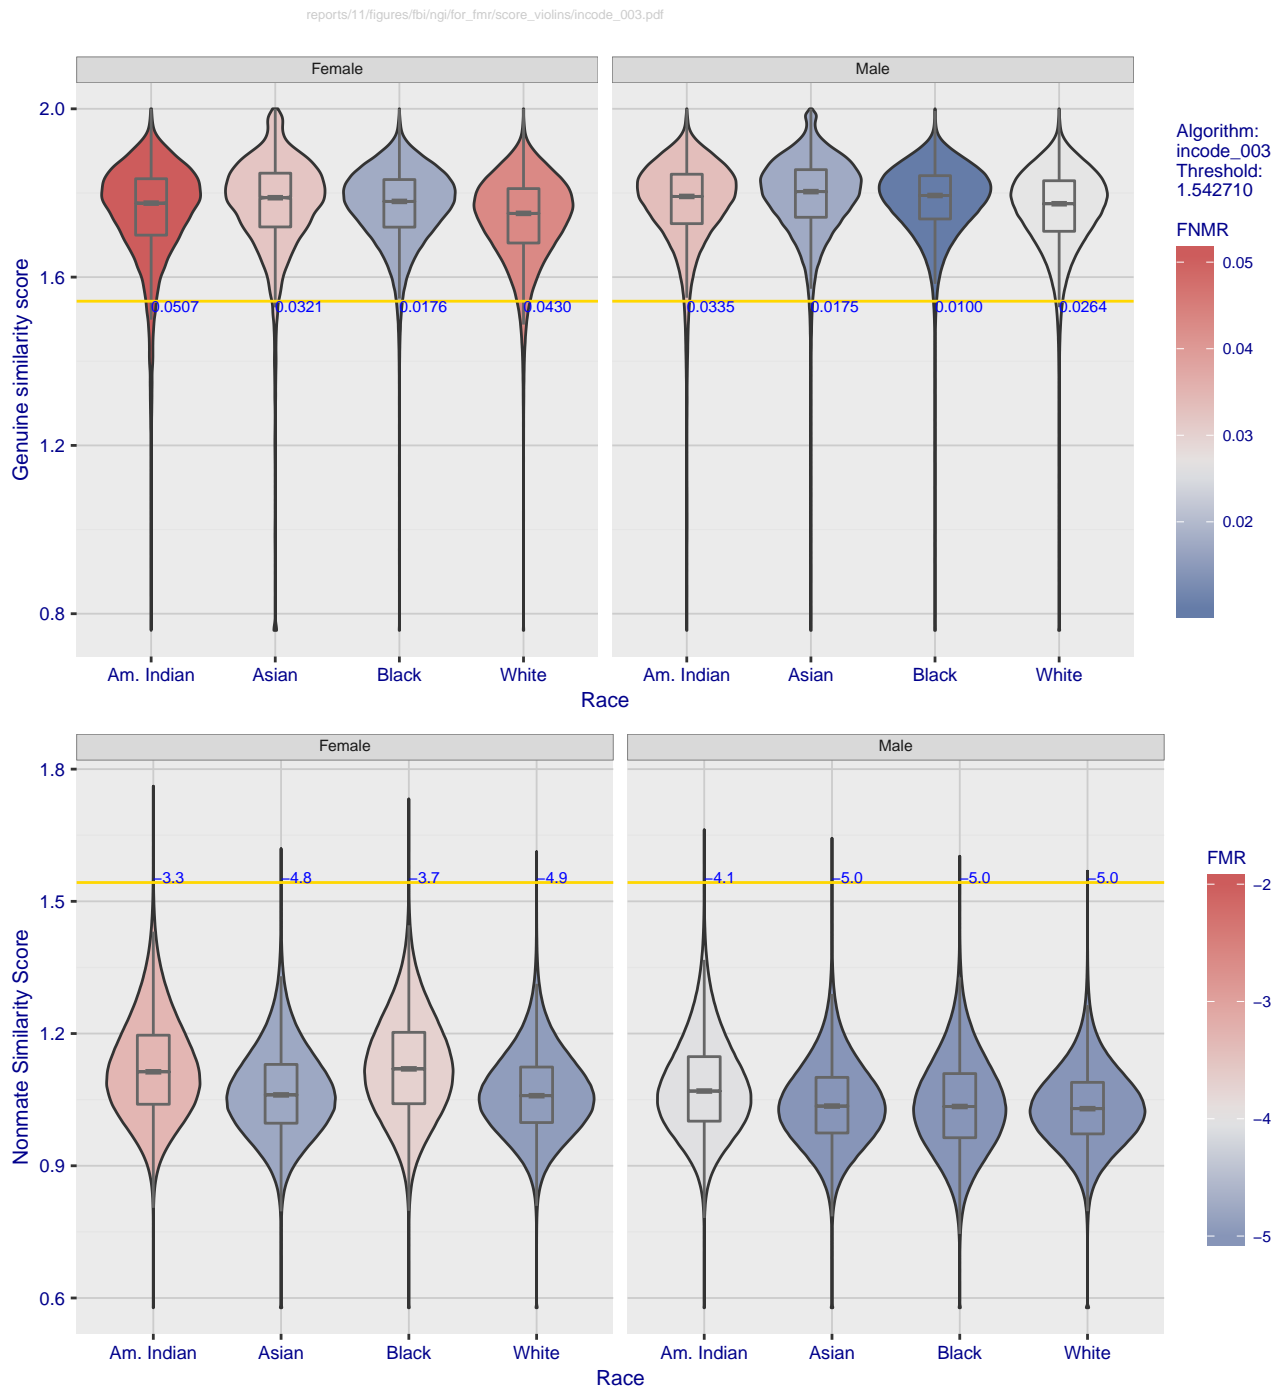 reports/11/figures/fbi/ngi/for_fmr/score_violins/incode_003.pdf
Female
Male
Genuine similarity score
2.0
1.6
1.2
0.8
0.0507
0.0321
0.0176
0.0430
0.0335
0.0175
0.0100
0.0264
Am. Indian
Asian
Black
White
Am. Indian
Asian
Black
White
Race
Algorithm:
incode_003
Threshold:
1.542710
FNMR
0.05
0.04
0.03
0.02
Female
Male
Nonmate Similarity Score
1.8
1.5
1.2
0.9
0.6
−3.3
−4.8
−3.7
−4.9
−4.1
−5.0
−5.0
−5.0
Am. Indian
Asian
Black
White
Am. Indian
Asian
Black
White
Race
FMR
−2
−3
−4
−5